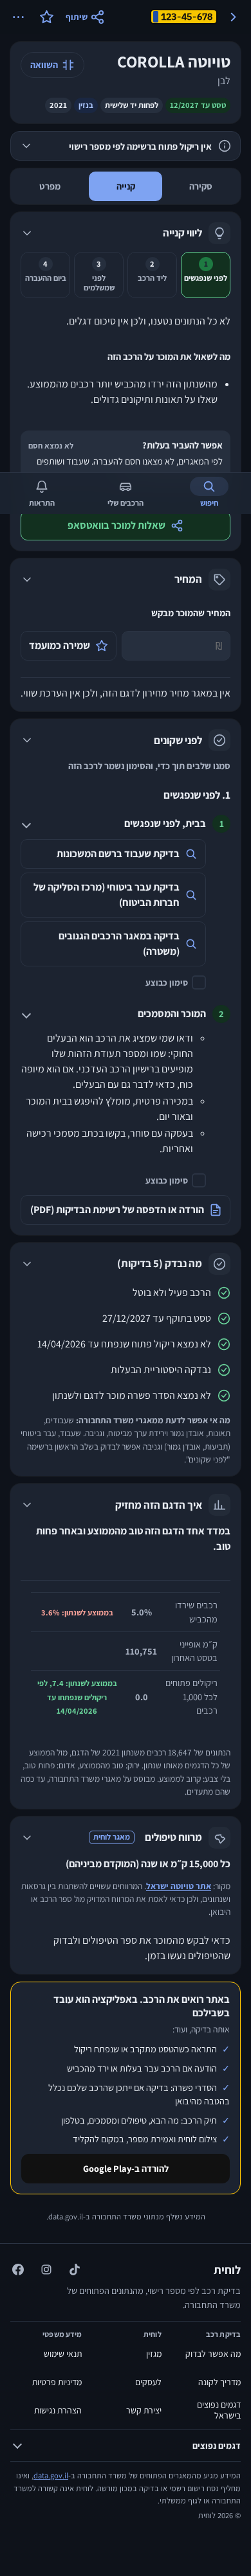 123-45-678
שיתוף
טויוטה COROLLA
השוואה
לבן
טסט עד 12/2027
לפחות יד שלישית
בנזין
2021
אין ריקול פתוח ברשימה לפי מספר רישוי
סקירה
קנייה
מפרט
ליווי קנייה
1
לפני שנפגשים
2
ליד הרכב
3
לפני שמשלמים
4
ביום ההעברה
לא כל הנתונים נטענו, ולכן אין סיכום דגלים.
מה לשאול את המוכר על הרכב הזה
מהשנתון הזה ירדו מהכביש יותר רכבים מהממוצע.
שאלו על תאונות ותיקונים גדולים.
אפשר להעביר בעלות?
לא נמצא חסם
לפי המאגרים, לא מצאנו חסם להעברה. שעבוד ושותפים
חיפוש
הרכבים שלי
התראות
שאלות למוכר בוואטסאפ
המחיר
המחיר שהמוכר מבקש
₪
שמירה כמועמד
אין במאגר מחיר מחירון לדגם הזה, ולכן אין הערכת שווי.
לפני שקונים
סמנו שלבים תוך כדי, והסימון נשמר לרכב הזה
1. לפני שנפגשים
1
בבית, לפני שנפגשים
בדיקת שעבוד ברשם המשכונות
בדיקת עבר ביטוחי (מרכז הסליקה של
חברות הביטוח)
בדיקה במאגר הרכבים הגנובים
(משטרה)
סימון כבוצע
2
המוכר והמסמכים
ודאו שמי שמציג את הרכב הוא הבעלים
החוקי: שמו ומספר תעודת הזהות שלו
מופיעים ברישיון הרכב העדכני. אם הוא מיופה
כוח, כדאי לדבר גם עם הבעלים.
במכירה פרטית, מומלץ להיפגש בבית המוכר
ובאור יום.
בעסקה עם סוחר, בקשו בכתב מסמכי רכישה
ואחריות.
סימון כבוצע
הורדה או הדפסה של רשימת הבדיקות (PDF)
מה נבדק (5 בדיקות)
הרכב פעיל ולא בוטל
טסט בתוקף עד 27/12/2027
לא נמצא ריקול פתוח שנפתח עד 14/04/2026
נבדקה היסטוריית הבעלות
לא נמצא הסדר פשרה מוכר לדגם ולשנתון
מה אי אפשר לדעת ממאגרי משרד התחבורה: שעבודים,
תאונות, אובדן גמור וירידת ערך מביטוח, וגניבה. שעבוד, עבר ביטוחי
(תביעות, אובדן גמור) וגניבה אפשר לבדוק בשלב הראשון ברשימה
"לפני שקונים".
איך הדגם הזה מחזיק
במדד אחד הדגם הזה טוב מהממוצע ובאחר פחות
טוב.
רכבים שירדו
מהכביש
5.0%
בממוצע לשנתון: 3.6%
ק״מ אופייני
בטסט האחרון
110,751
ריקולים פתוחים
לכל 1,000
רכבים
0.0
בממוצע לשנתון: 7.4, לפי
ריקולים שנפתחו עד
14/04/2026
הנתונים של 18,647 רכבים משנתון 2021 של הדגם, מול הממוצע
של כל הדגמים מאותו שנתון. ירוק: טוב מהממוצע, אדום: פחות טוב,
בלי צבע: קרוב לממוצע. מבוסס על מאגרי משרד התחבורה, עד כמה
שהם מתעדים.
מרווח טיפולים
מאגר לוחית
כל 15,000 ק״מ או שנה (המוקדם מביניהם)
מקור: אתר טויוטה ישראל. המרווחים עשויים להשתנות בין גרסאות
ושנתונים, ולכן כדאי לאמת את המרווח המדויק מול ספר הרכב או
היבואן.
כדאי לבקש מהמוכר את ספר הטיפולים ולבדוק
שהטיפולים נעשו בזמן.
באתר רואים את הרכב. באפליקציה הוא עובד
בשבילכם
אותה בדיקה, ועוד:
✓ התראה כשהטסט מתקרב או שנפתח ריקול
✓ הודעה אם הרכב עבר בעלות או ירד מהכביש
✓ הסדרי פשרה: בדיקה אם ייתכן שהרכב שלכם נכלל
בהטבה מהיבואן
✓ תיק הרכב: מה הבא, טיפולים ומסמכים, בטלפון
✓ צילום לוחית ואמירת מספר, במקום להקליד
להורדה ב-Google Play
המידע נשלף מנתוני משרד התחבורה ב-data.gov.il.
לוחית
בדיקת רכב לפי מספר רישוי, מהנתונים הפתוחים של
משרד התחבורה.
בדיקת רכב
לוחית
מידע משפטי
מה אפשר לבדוק
מגזין
תנאי שימוש
מדריך לקונה
לעסקים
מדיניות פרטיות
דגמים נפוצים
בישראל
יצירת קשר
הצהרת נגישות
דגמים נפוצים
המידע מגיע מהמאגרים הפתוחים של משרד התחבורה ב-data.gov.il, ואינו
מחליף נסח רישום רשמי או בדיקה במכון מורשה. לוחית אינה קשורה למשרד
התחבורה או לגוף ממשלתי.
© 2026 לוחית